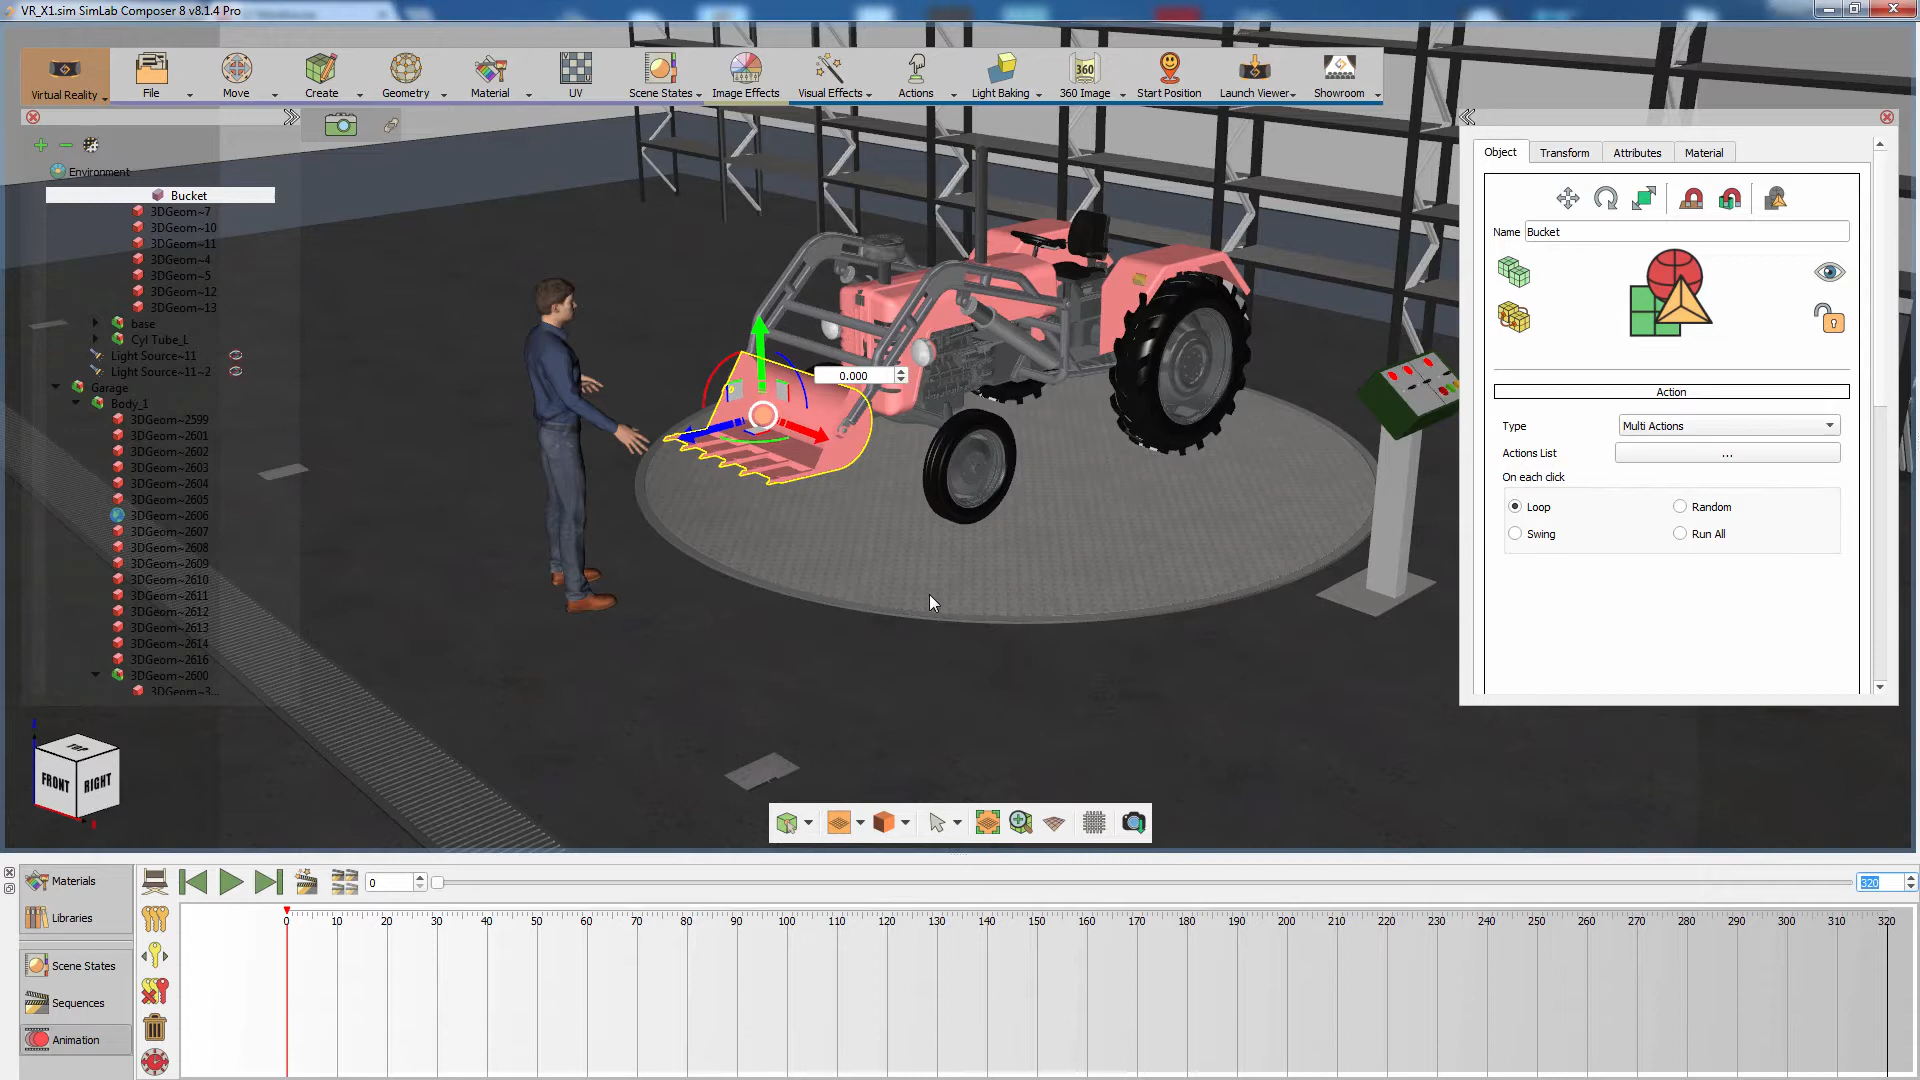 VR_X1.sim SimLab Composer 8 v8.1.4 Pro
Virtual Reality
File
Move
Create
Geometry
Material
UV
Scene States
Image Effects
Visual Effects
Actions
Light Baking
360
360 Image
Start Position
Launch Viewer
Showroom
Environment
Bucket
3DGeom~7
3DGeom~10
3DGeom~11
3DGeom~4
3DGeom~5
3DGeom~12
3DGeom~13
base
Cyl Tube_L
Light Source~11
Light Source~11~2
Garage
Body_1
3DGeom~2599
3DGeom~2601
3DGeom~2602
3DGeom~2603
3DGeom~2604
3DGeom~2605
3DGeom~2606
3DGeom~2607
3DGeom~2608
3DGeom~2609
3DGeom~2610
3DGeom~2611
3DGeom~2612
3DGeom~2613
3DGeom~2614
3DGeom~2616
3DGeom~2600
3DGeom~3...
0.000
Object
Transform
Attributes
Material
Name Bucket
Action
Type Multi Actions
Actions List ...
On each click
Loop Random
Swing Run All
TOP
FRONT RIGHT
Materials
Libraries
Scene States
Sequences
Animation
0
320
0 10 20 30 40 50 60 70 80 90 100 110 120 130 140 150 160 170 180 190 200 210 220 230 240 250 260 270 280 290 300 310 320